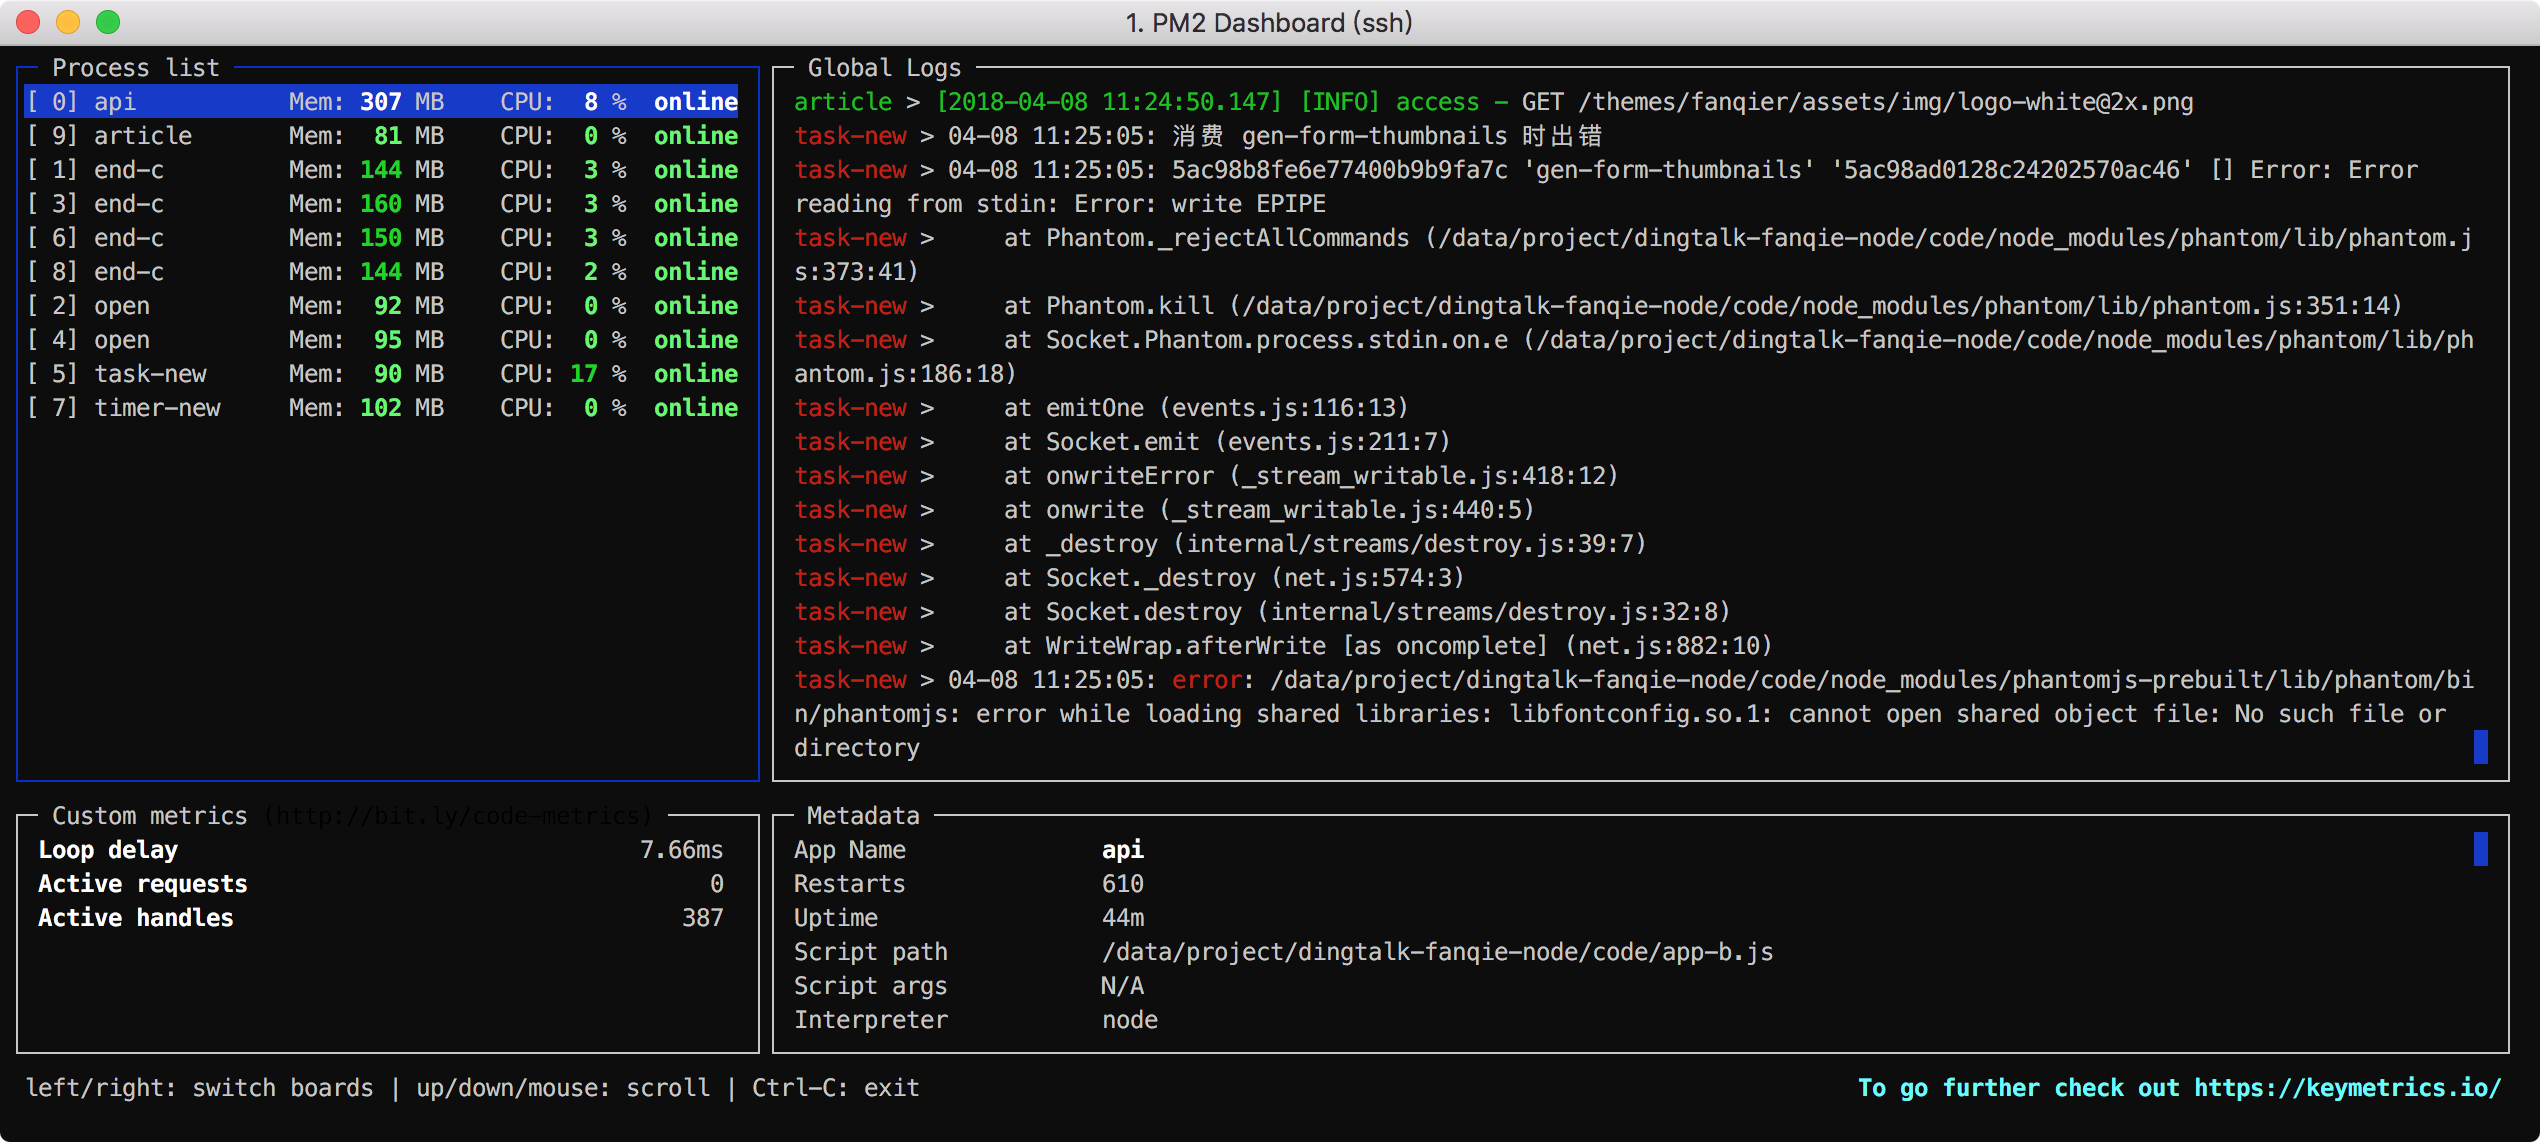 1. PM2 Dashboard (ssh)
Process list
[ 0] api Mem: 307 MB CPU: 8 % online
[ 9] article Mem: 81 MB CPU: 0 % online
[ 1] end-c Mem: 144 MB CPU: 3 % online
[ 3] end-c Mem: 160 MB CPU: 3 % online
[ 6] end-c Mem: 150 MB CPU: 3 % online
[ 8] end-c Mem: 144 MB CPU: 2 % online
[ 2] open Mem: 92 MB CPU: 0 % online
[ 4] open Mem: 95 MB CPU: 0 % online
[ 5] task-new Mem: 90 MB CPU: 17 % online
[ 7] timer-new Mem: 102 MB CPU: 0 % online
Global Logs
article > [2018-04-08 11:24:50.147] [INFO] access - GET /themes/fanqier/assets/img/logo-white@2x.png
task-new > 04-08 11:25:05: 消费 gen-form-thumbnails 时出错
task-new > 04-08 11:25:05: 5ac98b8fe6e77400b9b9fa7c 'gen-form-thumbnails' '5ac98ad0128c24202570ac46' [] Error: Error
reading from stdin: Error: write EPIPE
task-new > at Phantom._rejectAllCommands (/data/project/dingtalk-fanqie-node/code/node_modules/phantom/lib/phantom.j
s:373:41)
task-new > at Phantom.kill (/data/project/dingtalk-fanqie-node/code/node_modules/phantom/lib/phantom.js:351:14)
task-new > at Socket.Phantom.process.stdin.on.e (/data/project/dingtalk-fanqie-node/code/node_modules/phantom/lib/ph
antom.js:186:18)
task-new > at emitOne (events.js:116:13)
task-new > at Socket.emit (events.js:211:7)
task-new > at onwriteError (_stream_writable.js:418:12)
task-new > at onwrite (_stream_writable.js:440:5)
task-new > at _destroy (internal/streams/destroy.js:39:7)
task-new > at Socket._destroy (net.js:574:3)
task-new > at Socket.destroy (internal/streams/destroy.js:32:8)
task-new > at WriteWrap.afterWrite [as oncomplete] (net.js:882:10)
task-new > 04-08 11:25:05: error: /data/project/dingtalk-fanqie-node/code/node_modules/phantomjs-prebuilt/lib/phantom/bi
n/phantomjs: error while loading shared libraries: libfontconfig.so.1: cannot open shared object file: No such file or
directory
Custom metrics (http://bit.ly/code-metrics)
Loop delay 7.66ms
Active requests 0
Active handles 387
Metadata
App Name api
Restarts 610
Uptime 44m
Script path /data/project/dingtalk-fanqie-node/code/app-b.js
Script args N/A
Interpreter node
left/right: switch boards | up/down/mouse: scroll | Ctrl-C: exit
To go further check out https://keymetrics.io/